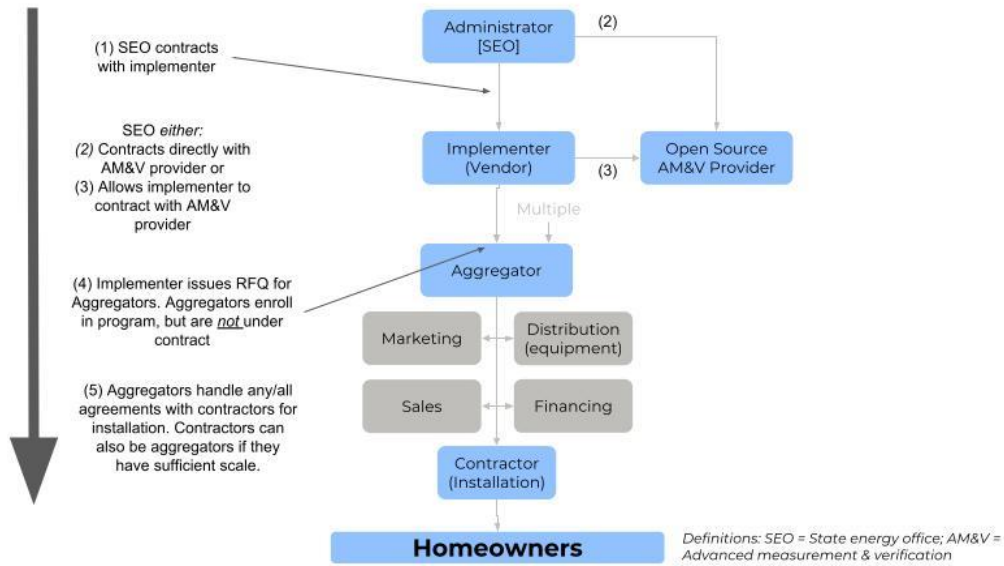 Administrator
[SEO]
(2)
(1) SEO contracts
with implementer
SEO either:
(2) Contracts directly with
AM&V provider or
(3) Allows implementer to
contract with AM&V
provider
Implementer
(Vendor)
(3)
Open Source
AM&V Provider
Multiple
Aggregator
(4) Implementer issues RFQ for
Aggregators. Aggregators enroll
in program, but are not under
contract
Marketing
Distribution
(equipment)
(5) Aggregators handle any/all
agreements with contractors for
installation. Contractors can
also be aggregators if they
have sufficient scale.
Sales
Financing
Contractor
(Installation)
Homeowners
Definitions: SEO = State energy office; AM&V =
Advanced measurement & verification